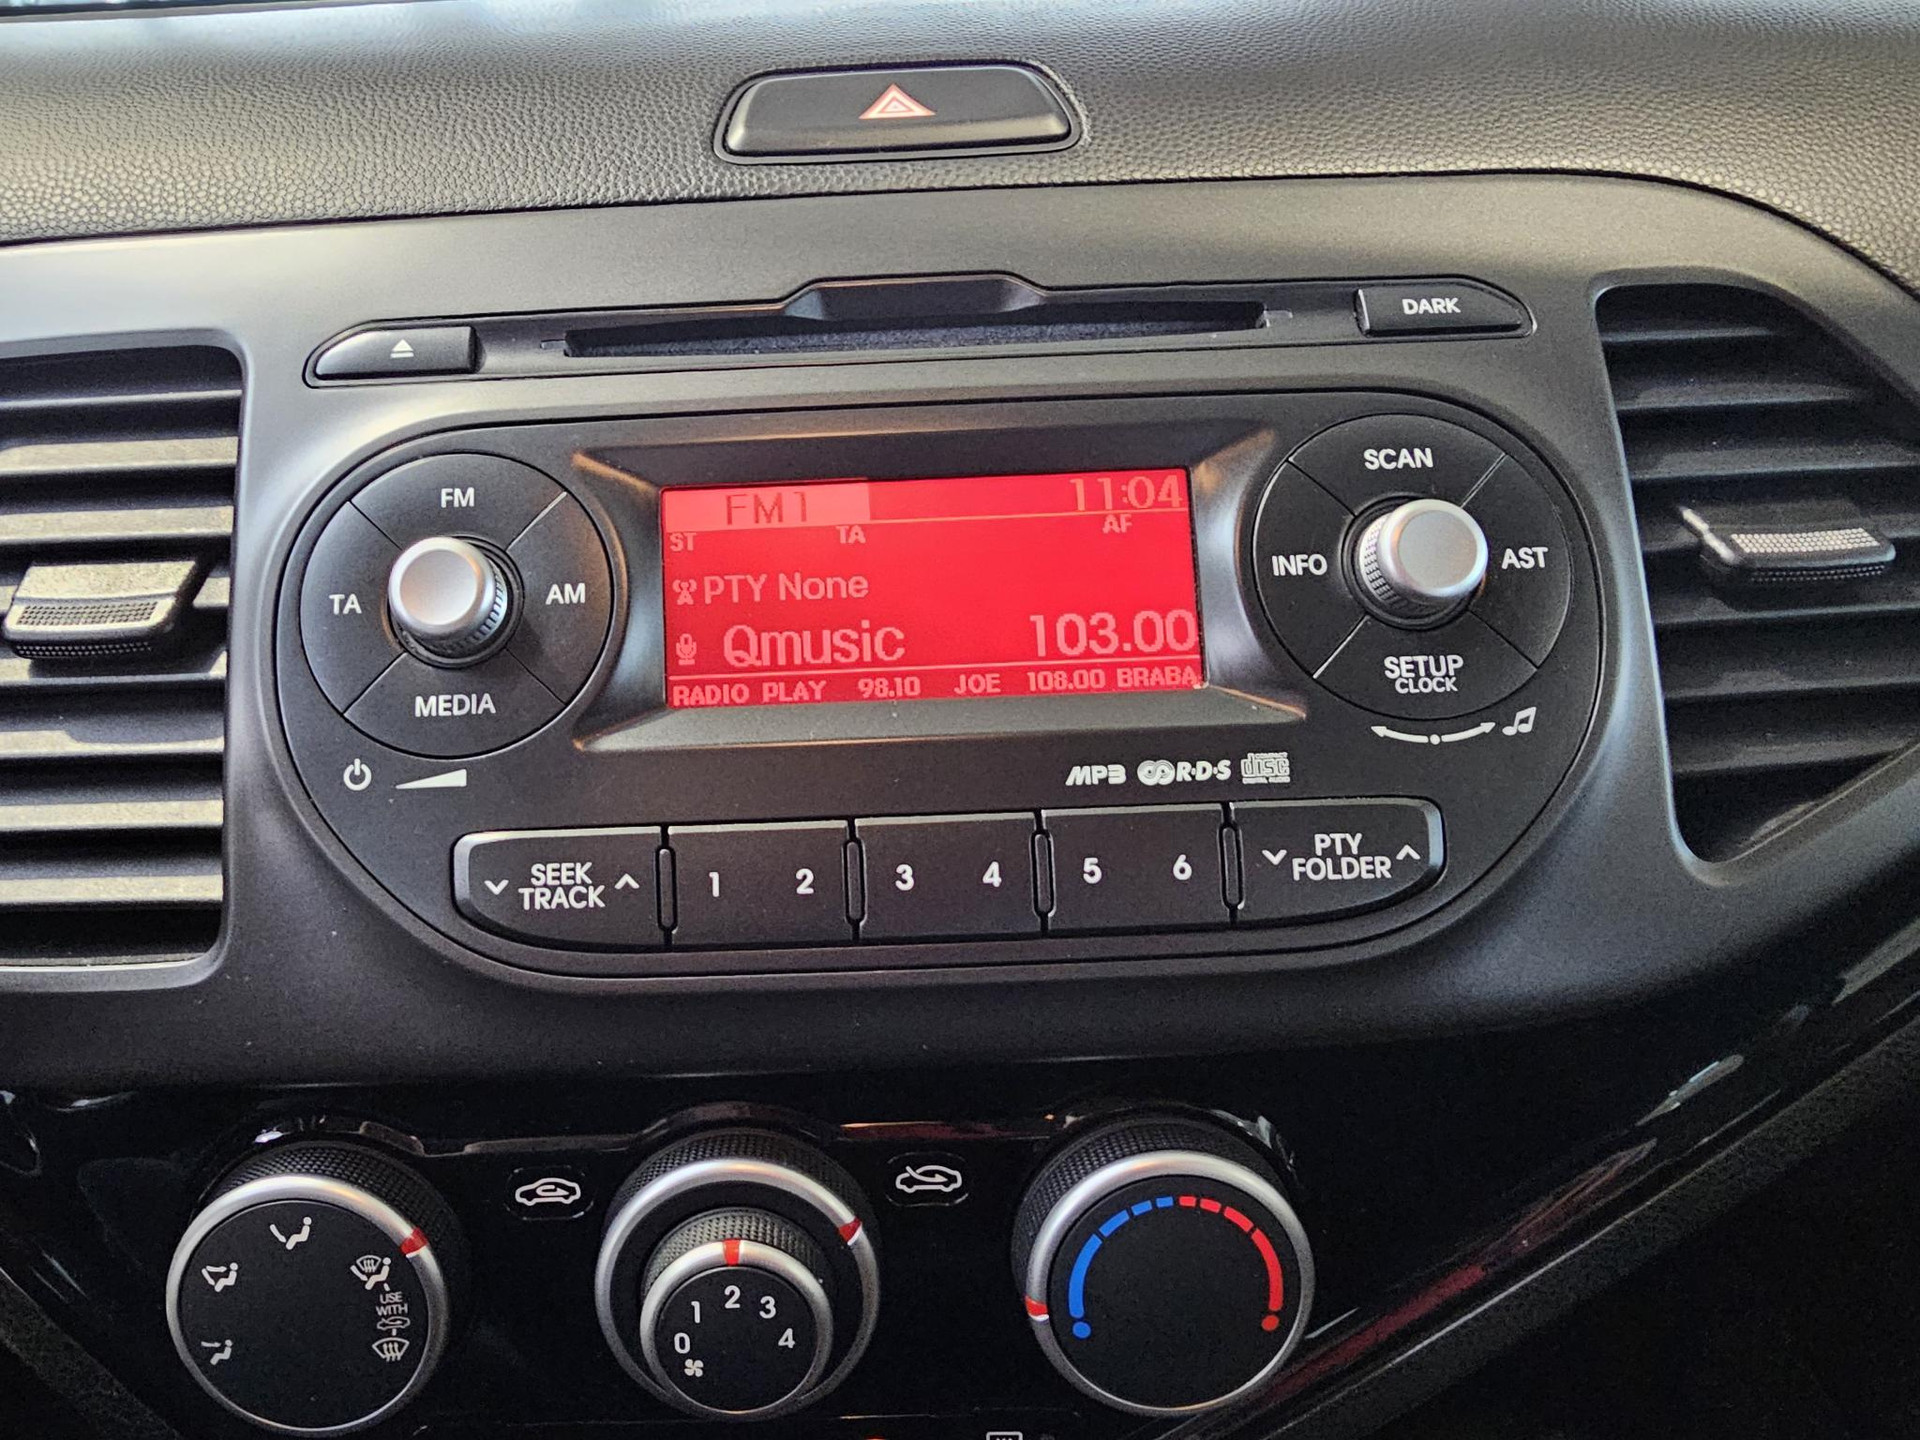 DARK
FM
TA
AM
MEDIA
FM1 11:04
ST TA AF
PTY None
Qmusic 103.00
RADIO PLAY 98.10 JOE 108.00 BRABA
SCAN
INFO
AST
SETUP
CLOCK
MP3 R·D·S COMPACT disc
SEEK
TRACK
1 2 3 4 5 6
PTY
FOLDER
USE
WITH
0 1 2 3 4